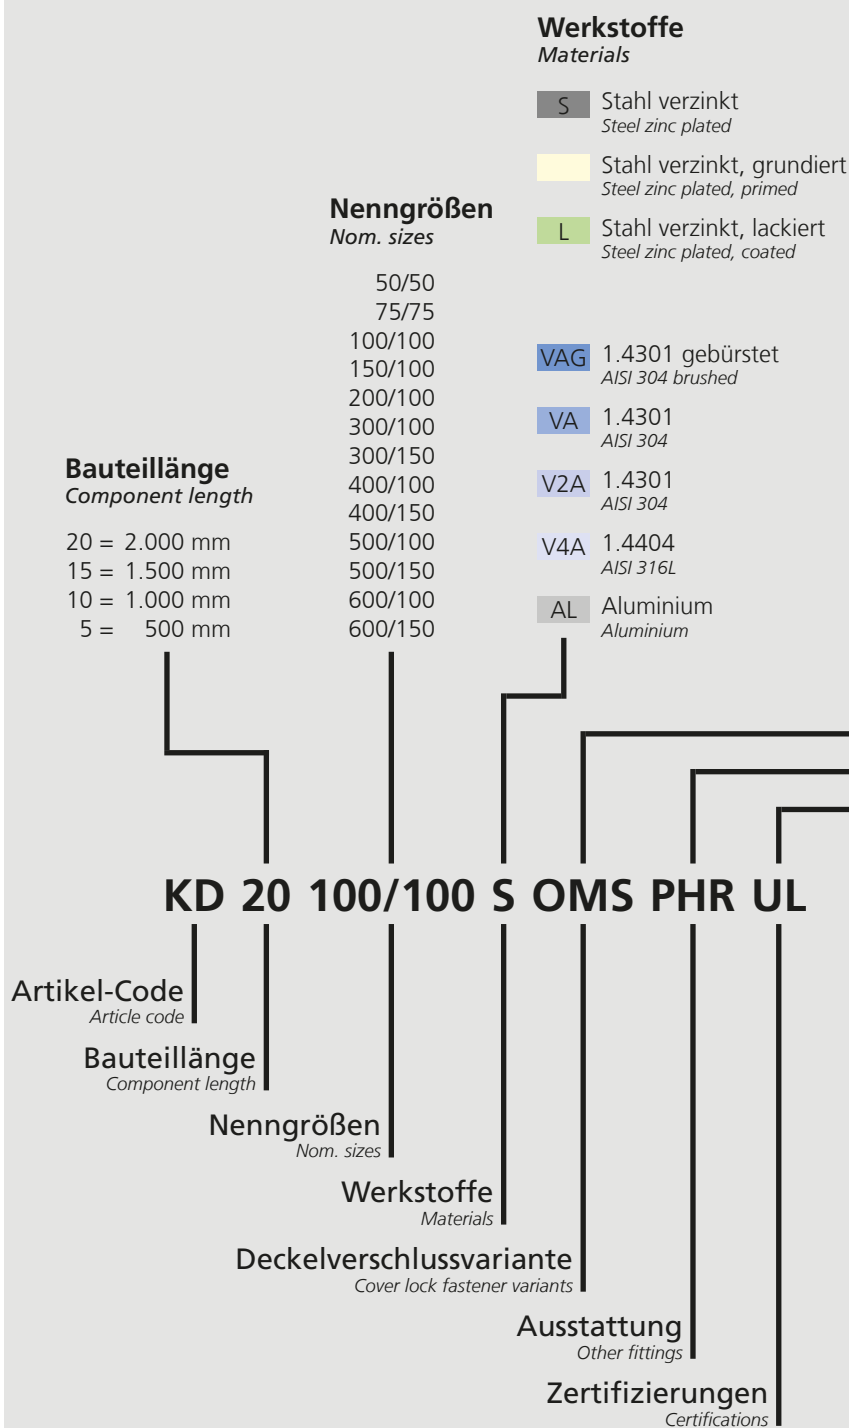 Werkstoffe
Materials
S Stahl verzinkt
Steel zinc plated
Stahl verzinkt, grundiert
Steel zinc plated, primed
L Stahl verzinkt, lackiert
Steel zinc plated, coated
VAG 1.4301 gebürstet
AISI 304 brushed
VA 1.4301
AISI 304
V2A 1.4301
AISI 304
V4A 1.4404
AISI 316L
AL Aluminium
Aluminium
Nenngrößen
Nom. sizes
50/50
75/75
100/100
150/100
200/100
300/100
300/150
400/100
400/150
500/100
500/150
600/100
600/150
Bauteillänge
Component length
20 = 2.000 mm
15 = 1.500 mm
10 = 1.000 mm
5 = 500 mm
KD 20 100/100 S OMS PHR UL
Artikel-Code
Article code
Bauteillänge
Component length
Nenngrößen
Nom. sizes
Werkstoffe
Materials
Deckelverschlussvariante
Cover lock fastener variants
Ausstattung
Other fittings
Zertifizierungen
Certifications